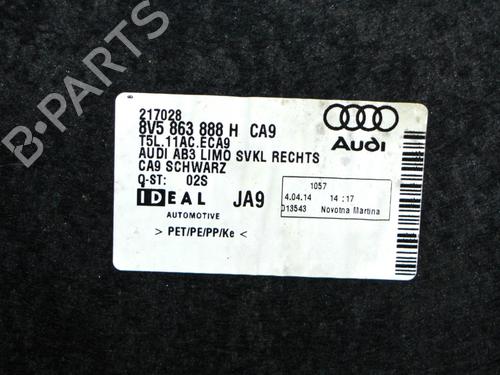 217028
8V5 863 888 H CA9
T5L.11AC.ECA9
AUDI AB3 LIMO SVKL RECHTS
CA9 SCHWARZ
Q-ST: 02S
IDEAL JA9
AUTOMOTIVE
> PET/PE/PP/Ke <
Audi
1057
4.04.14 14:17
013543 Novotna Martina
B-PARTS